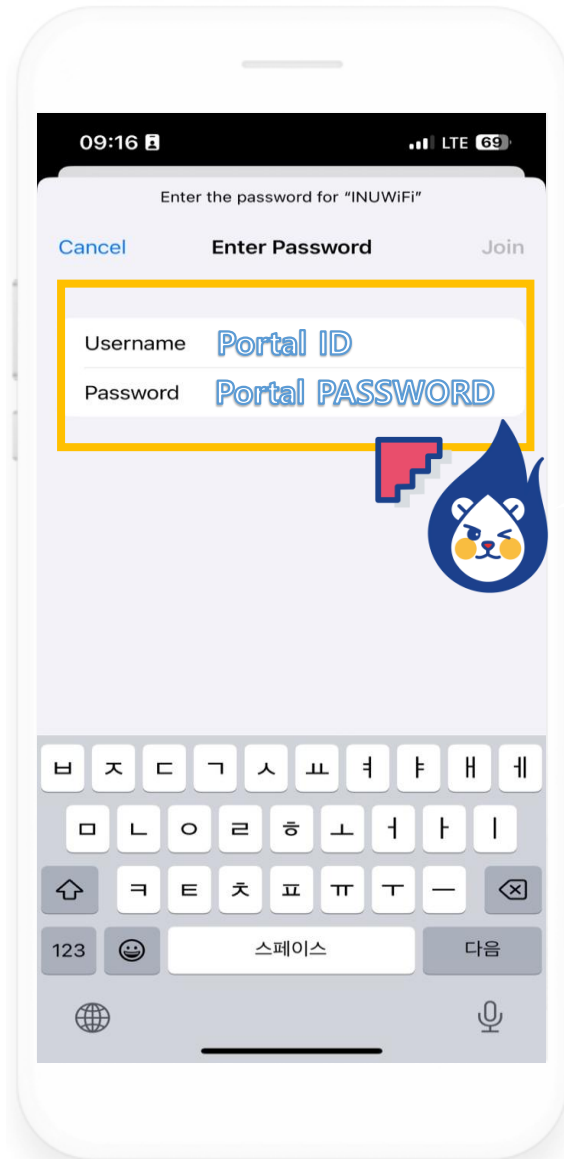 09:16 LTE 69
Enter the password for “INUWiFi”
Cancel Enter Password Join
Username Portal ID
Password Portal PASSWORD
ㅂ ㅈ ㄷ ㄱ ㅅ ㅛ ㅕ ㅑ ㅐ ㅔ
ㅁ ㄴ ㅇ ㄹ ㅎ ㅗ ㅓ ㅏ ㅣ
ㅋ ㅌ ㅊ ㅍ ㅠ ㅜ ㅡ
123 스페이스 다음